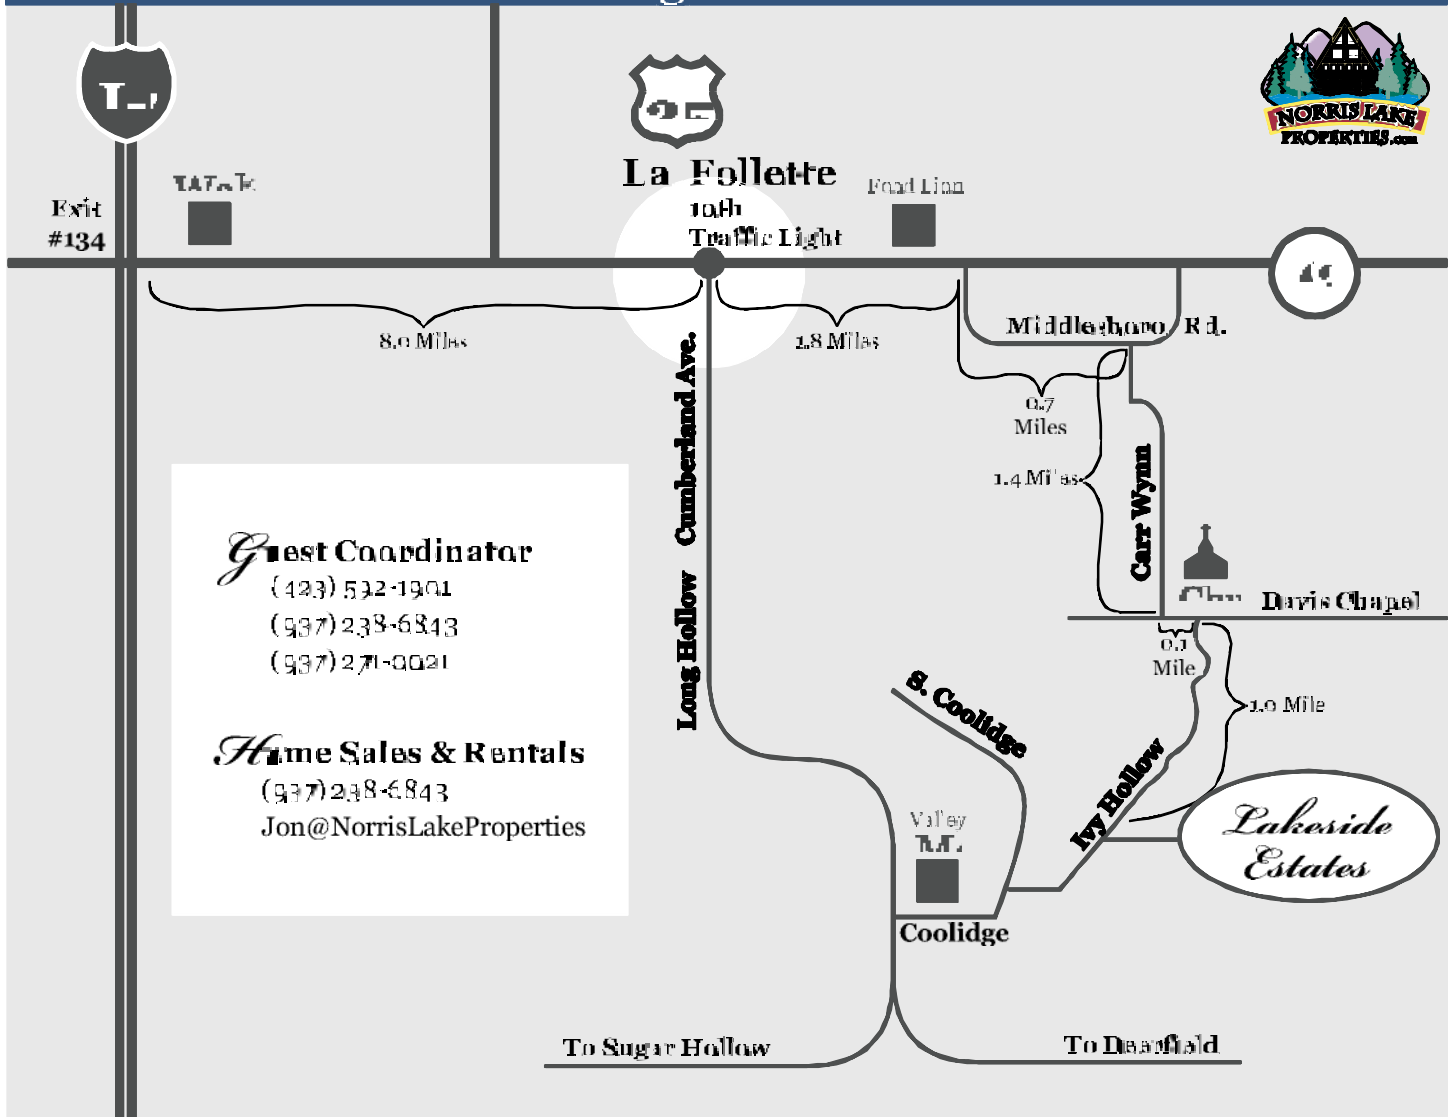 NORRIS LAKE
PROPERTIES.com
La Follette
Exit
#134
10th
Traffic Light
Food Lion
8.0 Miles
1.8 Miles
Middlesboro Rd.
0.7
Miles
1.4 Miles
Cumberland Ave.
Long Hollow
Carr Wynn
Davis Chapel
0.1
Mile
1.0 Mile
Guest Coordinator
(937) 238-6843
Home Sales & Rentals
(937) 238-6843
Jon@NorrisLakeProperties
S. Coolidge
Ivy Hollow
Valley
Lakeside
Estates
Coolidge
To Sugar Hollow
To Deerfield